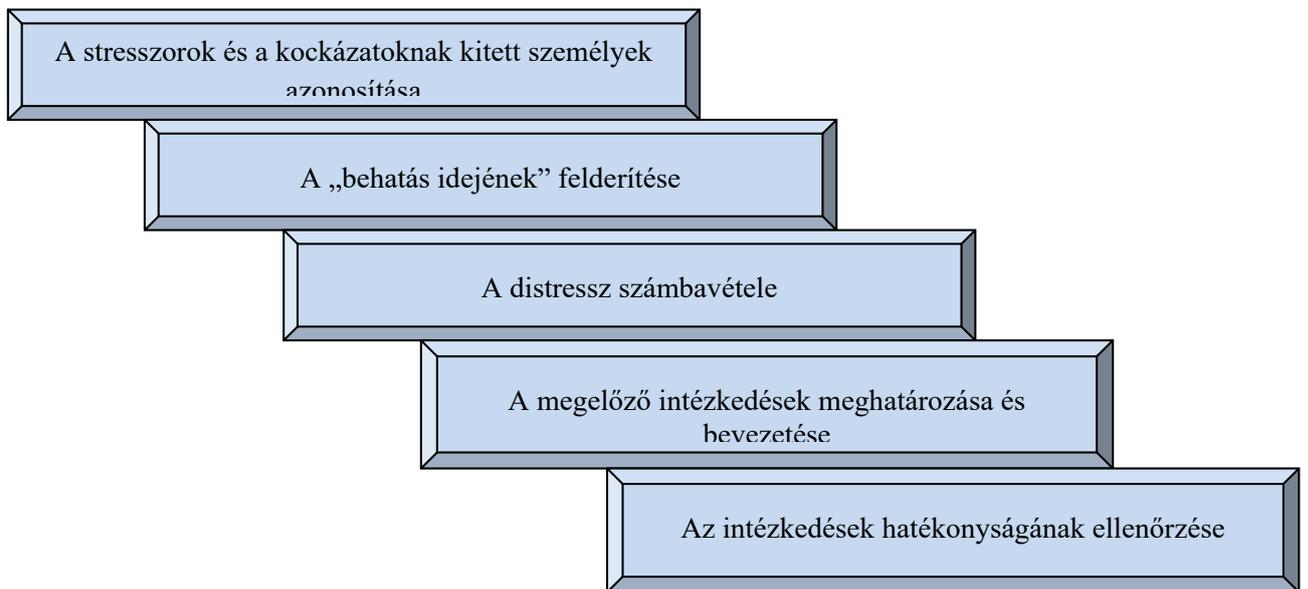 A stresszorok és a kockázatoknak kitett személyek
azonosítása
A „behatás idejének” felderítése
A distressz számbavétele
A megelőző intézkedések meghatározása és
bevezetése
Az intézkedések hatékonyságának ellenőrzése